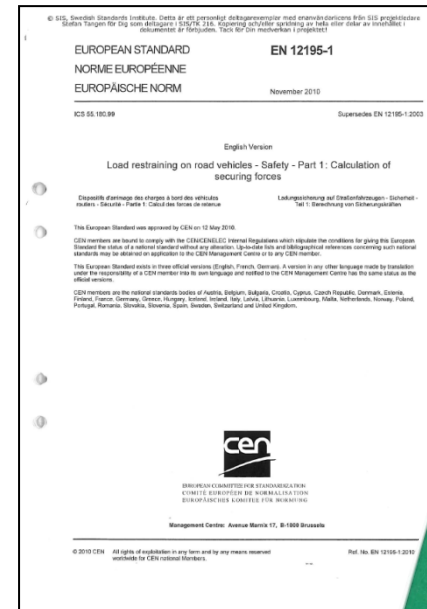 © SIS, Swedish Standards Institute. Detta är ett personligt deltagarexemplar med enanvändarlicens från SIS projektledare
Stefan Tangen för Dig som deltagare i SIS/TK 216. Kopiering och/eller spridning av hela eller delar av innehållet i
dokumentet är förbjuden. Tack för Din medverkan i projektet!
EUROPEAN STANDARD
EN 12195-1
NORME EUROPÉENNE
EUROPÄISCHE NORM
November 2010
ICS 55.180.99
Supersedes EN 12195-1:2003
English Version
Load restraining on road vehicles - Safety - Part 1: Calculation of
securing forces
Dispositifs d'arrimage des charges à bord des véhicules
routiers - Sécurité - Partie 1: Calcul des forces de retenue
Ladungssicherung auf Straßenfahrzeugen - Sicherheit -
Teil 1: Berechnung von Sicherungskräften
This European Standard was approved by CEN on 12 May 2010.
CEN members are bound to comply with the CEN/CENELEC Internal Regulations which stipulate the conditions for giving this European
Standard the status of a national standard without any alteration. Up-to-date lists and bibliographical references concerning such national
standards may be obtained on application to the CEN Management Centre or to any CEN member.
This European Standard exists in three official versions (English, French, German). A version in any other language made by translation
under the responsibility of a CEN member into its own language and notified to the CEN Management Centre has the same status as the
official versions.
CEN members are the national standards bodies of Austria, Belgium, Bulgaria, Croatia, Cyprus, Czech Republic, Denmark, Estonia,
Finland, France, Germany, Greece, Hungary, Iceland, Ireland, Italy, Latvia, Lithuania, Luxembourg, Malta, Netherlands, Norway, Poland,
Portugal, Romania, Slovakia, Slovenia, Spain, Sweden, Switzerland and United Kingdom.
cen
EUROPEAN COMMITTEE FOR STANDARDIZATION
COMITÉ EUROPÉEN DE NORMALISATION
EUROPÄISCHES KOMITEE FÜR NORMUNG
Management Centre: Avenue Marnix 17, B-1000 Brussels
© 2010 CEN
All rights of exploitation in any form and by any means reserved
worldwide for CEN national Members.
Ref. No. EN 12195-1:2010